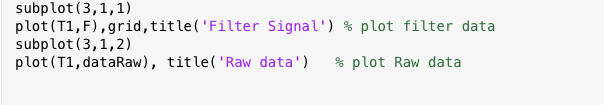 subplot(3,1,1)
plot(T1,F),grid,title('Filter Signal') % plot filter data
subplot(3,1,2)
plot(T1,dataRaw), title('Raw data')   % plot Raw data